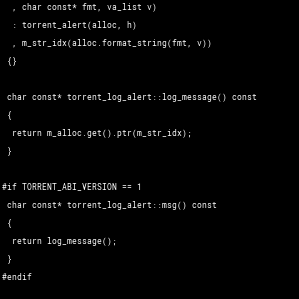 , char const* fmt, va_list v)
: torrent_alert(alloc, h)
, m_str_idx(alloc.format_string(fmt, v))
{}
char const* torrent_log_alert::log_message() const
{
return m_alloc.get().ptr(m_str_idx);
}
#if TORRENT_ABI_VERSION == 1
char const* torrent_log_alert::msg() const
{
return log_message();
}
#endif